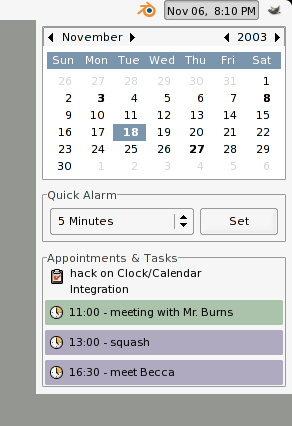 Nov 06, 8:10 PM
November 2003
Sun Mon Tue Wed Thu Fri Sat
26 27 28 29 30 31 1
2 3 4 5 6 7 8
9 10 11 12 13 14 15
16 17 18 19 20 21 22
23 24 25 26 27 28 29
30 1 2 3 4 5 6
Quick Alarm
5 Minutes Set
Appointments & Tasks
hack on Clock/Calendar
Integration
11:00 - meeting with Mr. Burns
13:00 - squash
16:30 - meet Becca